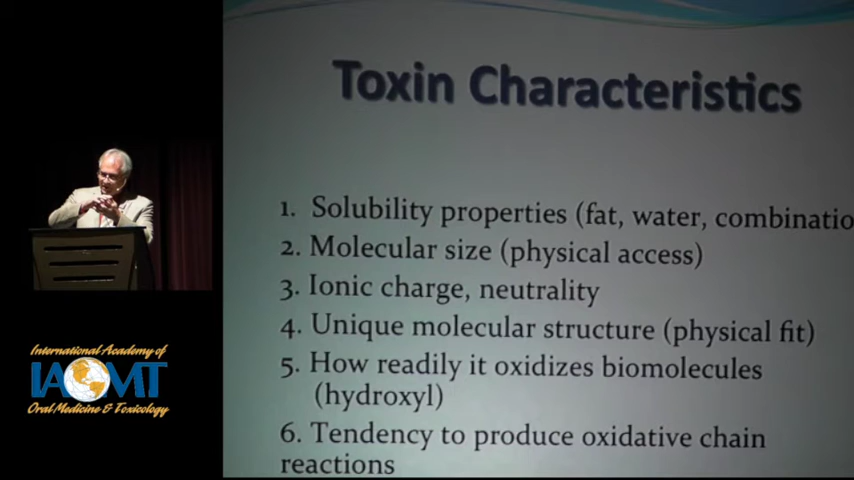 Toxin Characteristics
1. Solubility properties (fat, water, combinatio
2. Molecular size (physical access)
3. Ionic charge, neutrality
4. Unique molecular structure (physical fit)
5. How readily it oxidizes biomolecules
(hydroxyl)
6. Tendency to produce oxidative chain
reactions
International Academy of
IAOMT
Oral Medicine & Toxicology